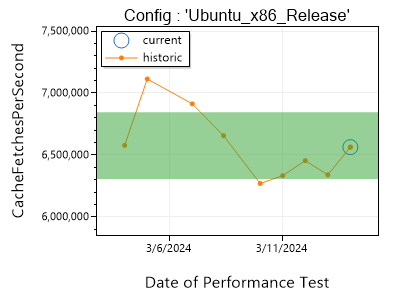 Config : 'Ubuntu_x86_Release'
7,500,000
7,000,000
6,500,000
6,000,000
current
historic
CacheFetchesPerSecond
3/6/2024
3/11/2024
Date of Performance Test